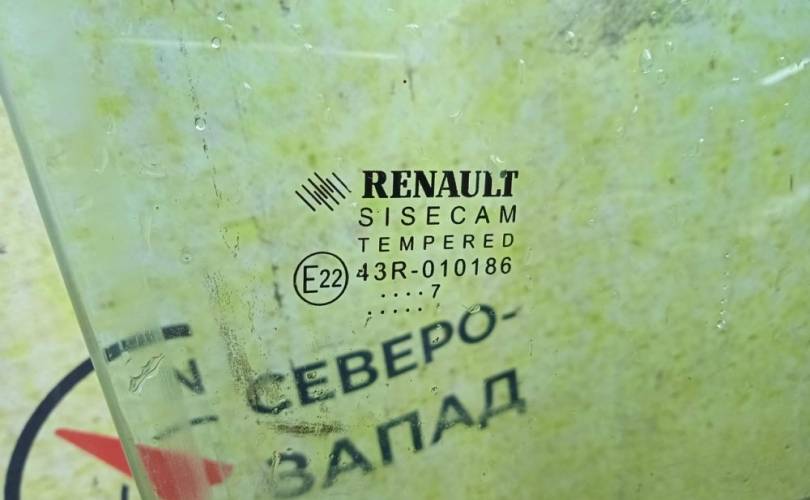 RENAULT
SISECAM
TEMPERED
E22 43R-010186
....7
.....
N
СЕВЕРО-
ЗАПАД